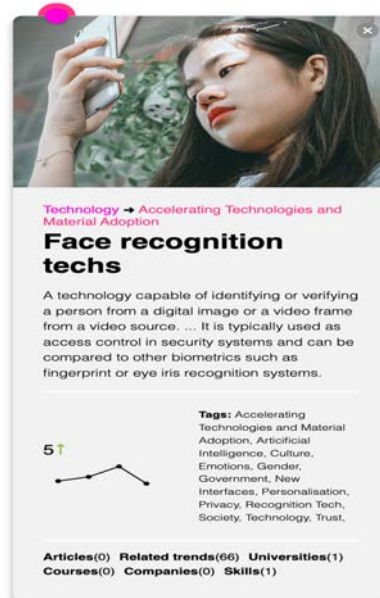 Technology → Accelerating Technologies and
Material Adoption
Face recognition
techs
A technology capable of identifying or verifying
a person from a digital image or a video frame
from a video source. ... It is typically used as
access control in security systems and can be
compared to other biometrics such as
fingerprint or eye iris recognition systems.
5↑
Tags: Accelerating
Technologies and Material
Adoption, Articificial
Intelligence, Culture,
Emotions, Gender,
Government, New
Interfaces, Personalisation,
Privacy, Recognition Tech,
Society, Technology, Trust,
Articles(0) Related trends(66) Universities(1)
Courses(0) Companies(0) Skills(1)